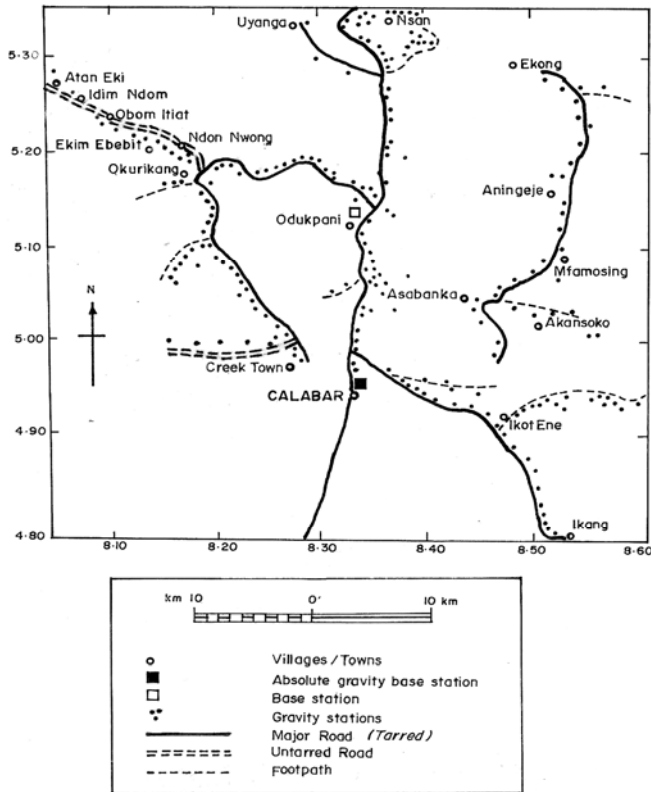 Uyanga
Nsan
5·30
Ekong
Atan Eki
Idim Ndom
Obom Itiat
5·20
Ekim Ebebit
Ndon Nwong
Qkurikang
Aningeje
5·10
Odukpani
Mfamosing
N
Asabanka
Akansoko
5·00
Creek Town
CALABAR
4·90
Ikot Ene
Ikang
4·80
8·10
8·20
8·30
8·40
8·50
8·60
km 10
0'
10 km
Villages/Towns
Absolute gravity base station
Base station
Gravity stations
Major Road (Tarred)
Untarred Road
Footpath